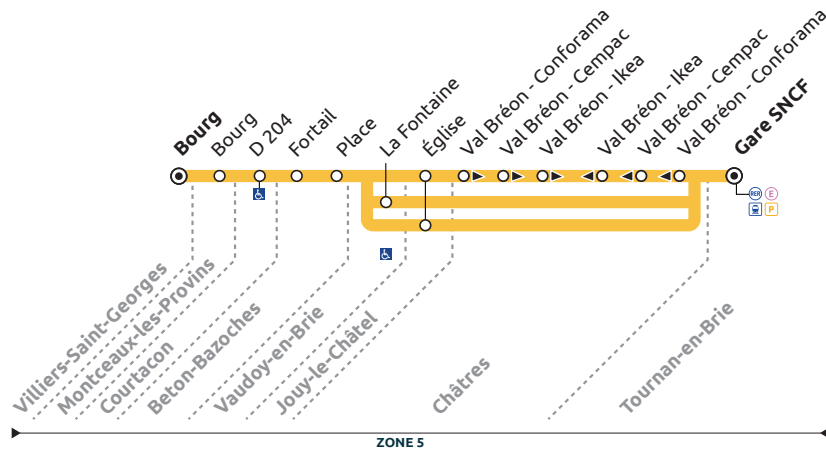 Bourg
Bourg
D 204
Fortail
Place
La Fontaine
Église
Val Bréon - Conforama
Val Bréon - Cempac
Val Bréon - Ikea
Val Bréon - Ikea
Val Bréon - Cempac
Val Bréon - Conforama
Gare SNCF
RER E
P
Villiers-Saint-Georges
Montceaux-les-Provins
Courtacon
Beton-Bazoches
Vaudoy-en-Brie
Jouy-le-Châtel
Châtres
Tournan-en-Brie
ZONE 5